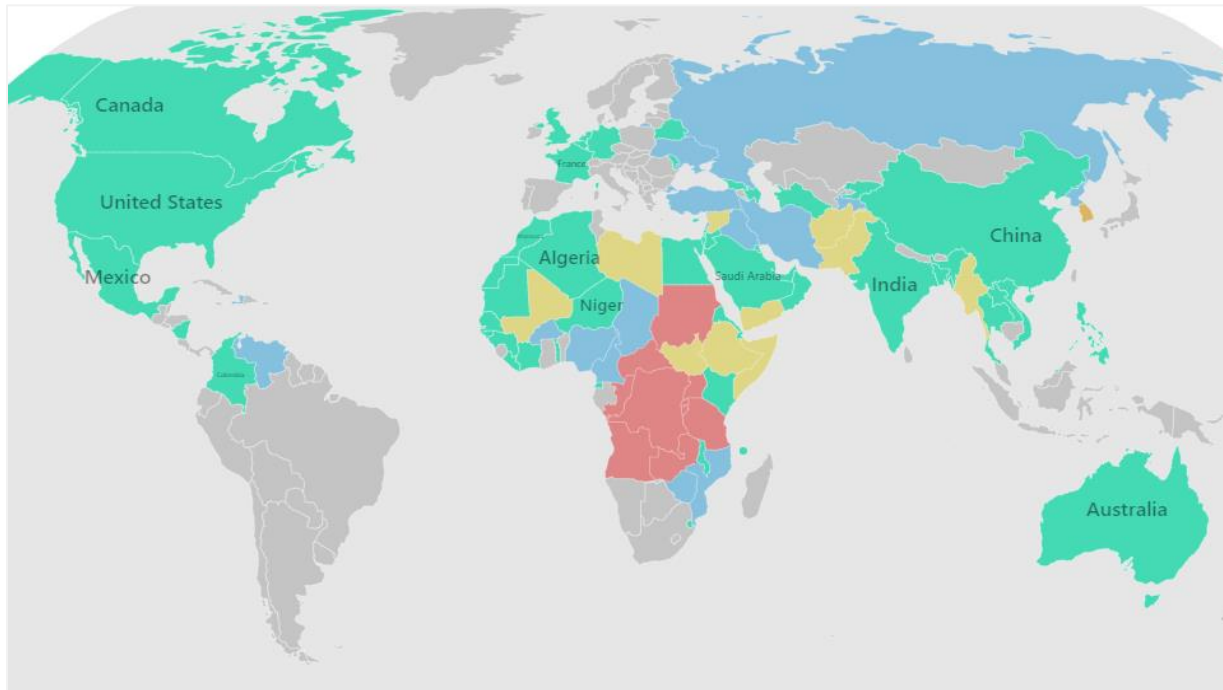 Canada
United States
Mexico
France
Algeria
Niger
Saudi Arabia
China
India
Colombia
Australia